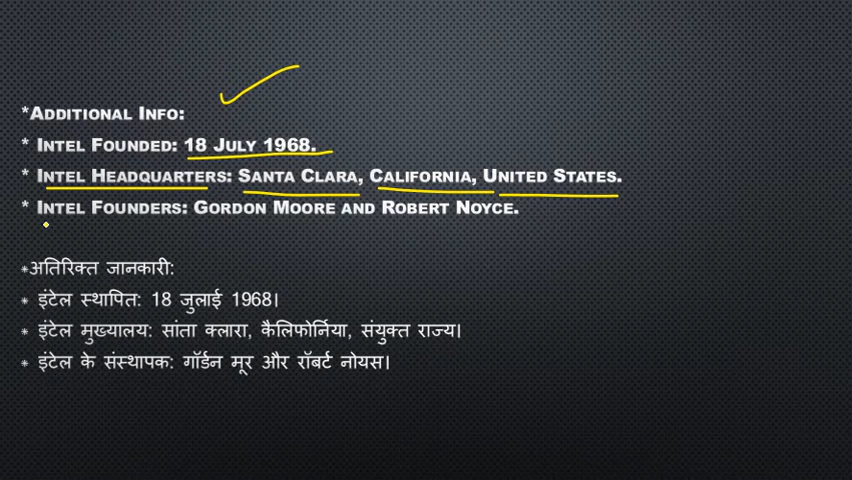 *Additional Info:
* Intel Founded: 18 July 1968.
* Intel Headquarters: Santa Clara, California, United States.
* Intel Founders: Gordon Moore and Robert Noyce.
*अतिरिक्त जानकारी:
* इंटेल स्थापित: 18 जुलाई 1968।
* इंटेल मुख्यालय: सांता क्लारा, कैलिफोर्निया, संयुक्त राज्य।
* इंटेल के संस्थापक: गॉर्डन मूर और रॉबर्ट नोयस।